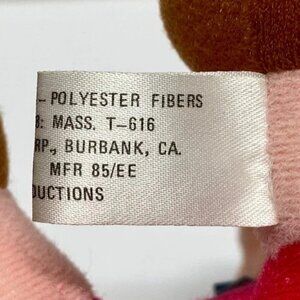 - POLYESTER FIBERS
8: MASS. T-616
RP., BURBANK, CA.
MFR 85/EE
DUCTIONS